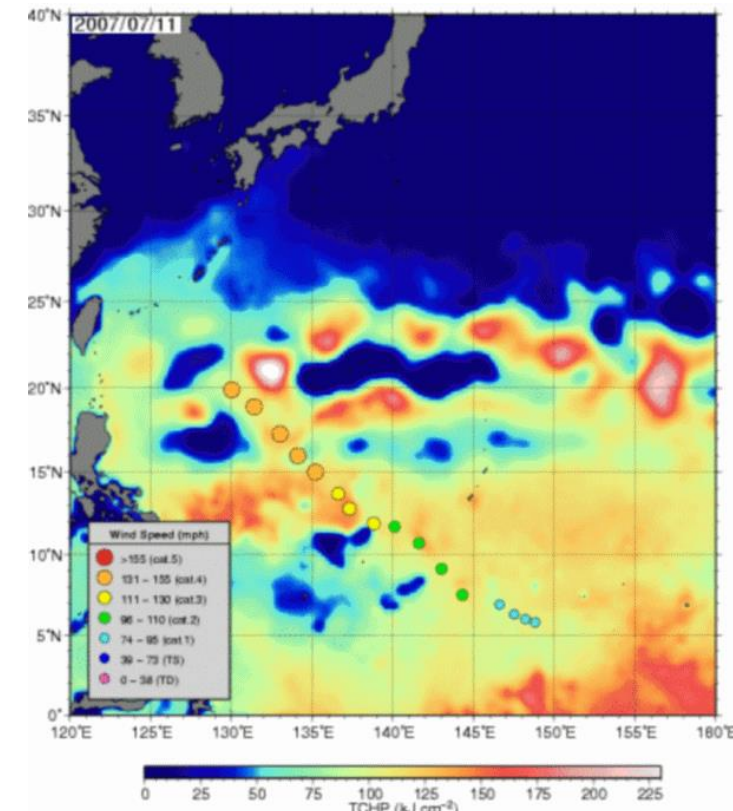 2007/07/11
40°N
35°N
30°N
25°N
20°N
15°N
10°N
5°N
0°
Wind Speed (mph)
>155 (cat.5)
131 – 155 (cat.4)
111 – 130 (cat.3)
96 – 110 (cat.2)
74 – 95 (cat.1)
39 – 73 (TS)
0 – 38 (TD)
120°E 125°E 130°E 135°E 140°E 145°E 150°E 155°E 160°E
0 25 50 75 100 125 150 175 200 225
TCHP (kJ cm⁻²)